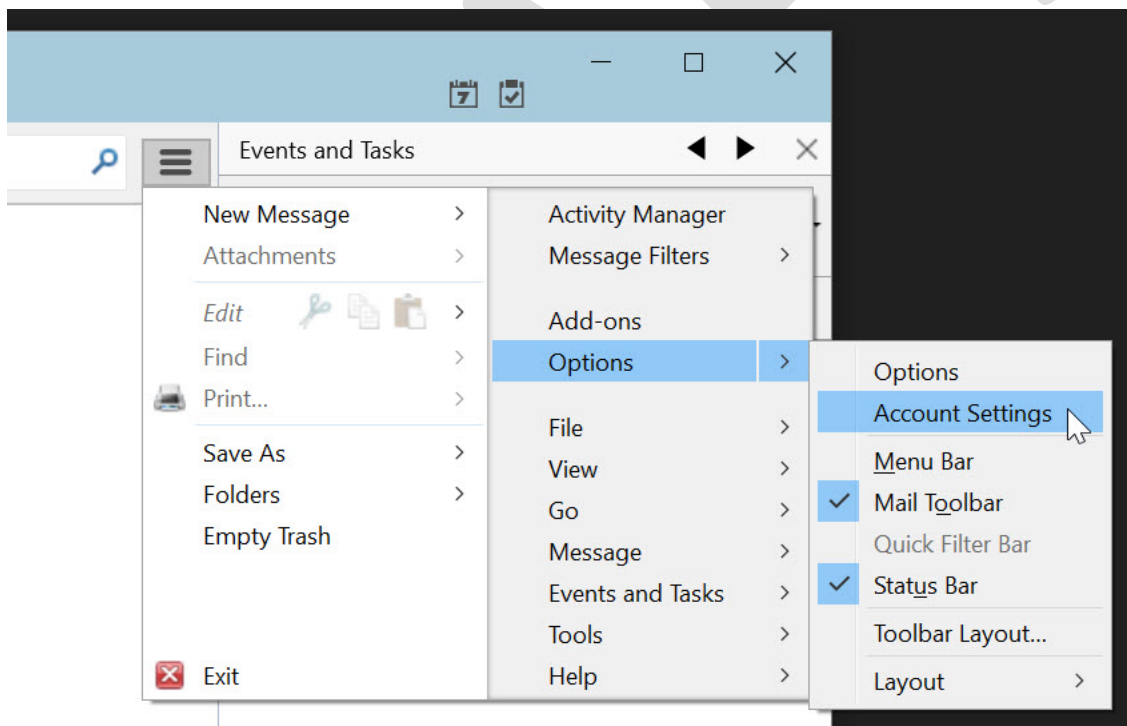 7
Events and Tasks
New Message
Attachments
Edit
Find
Print...
Save As
Folders
Empty Trash
Exit
Activity Manager
Message Filters
Add-ons
Options
File
View
Go
Message
Events and Tasks
Tools
Help
Options
Account Settings
Menu Bar
Mail Toolbar
Quick Filter Bar
Status Bar
Toolbar Layout...
Layout